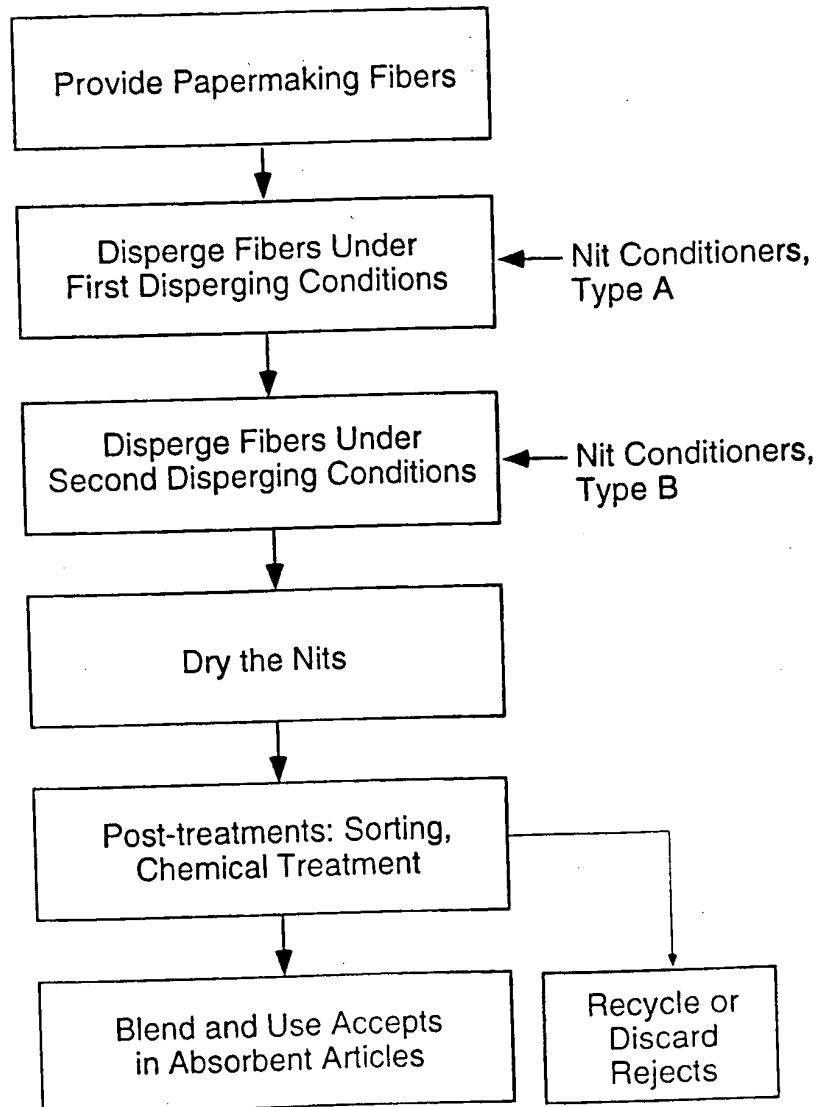 Provide Papermaking Fibers
Disperge Fibers Under
First Disperging Conditions
Nit Conditioners,
Type A
Disperge Fibers Under
Second Disperging Conditions
Nit Conditioners,
Type B
Dry the Nits
Post-treatments: Sorting,
Chemical Treatment
Blend and Use Accepts
in Absorbent Articles
Recycle or
Discard
Rejects